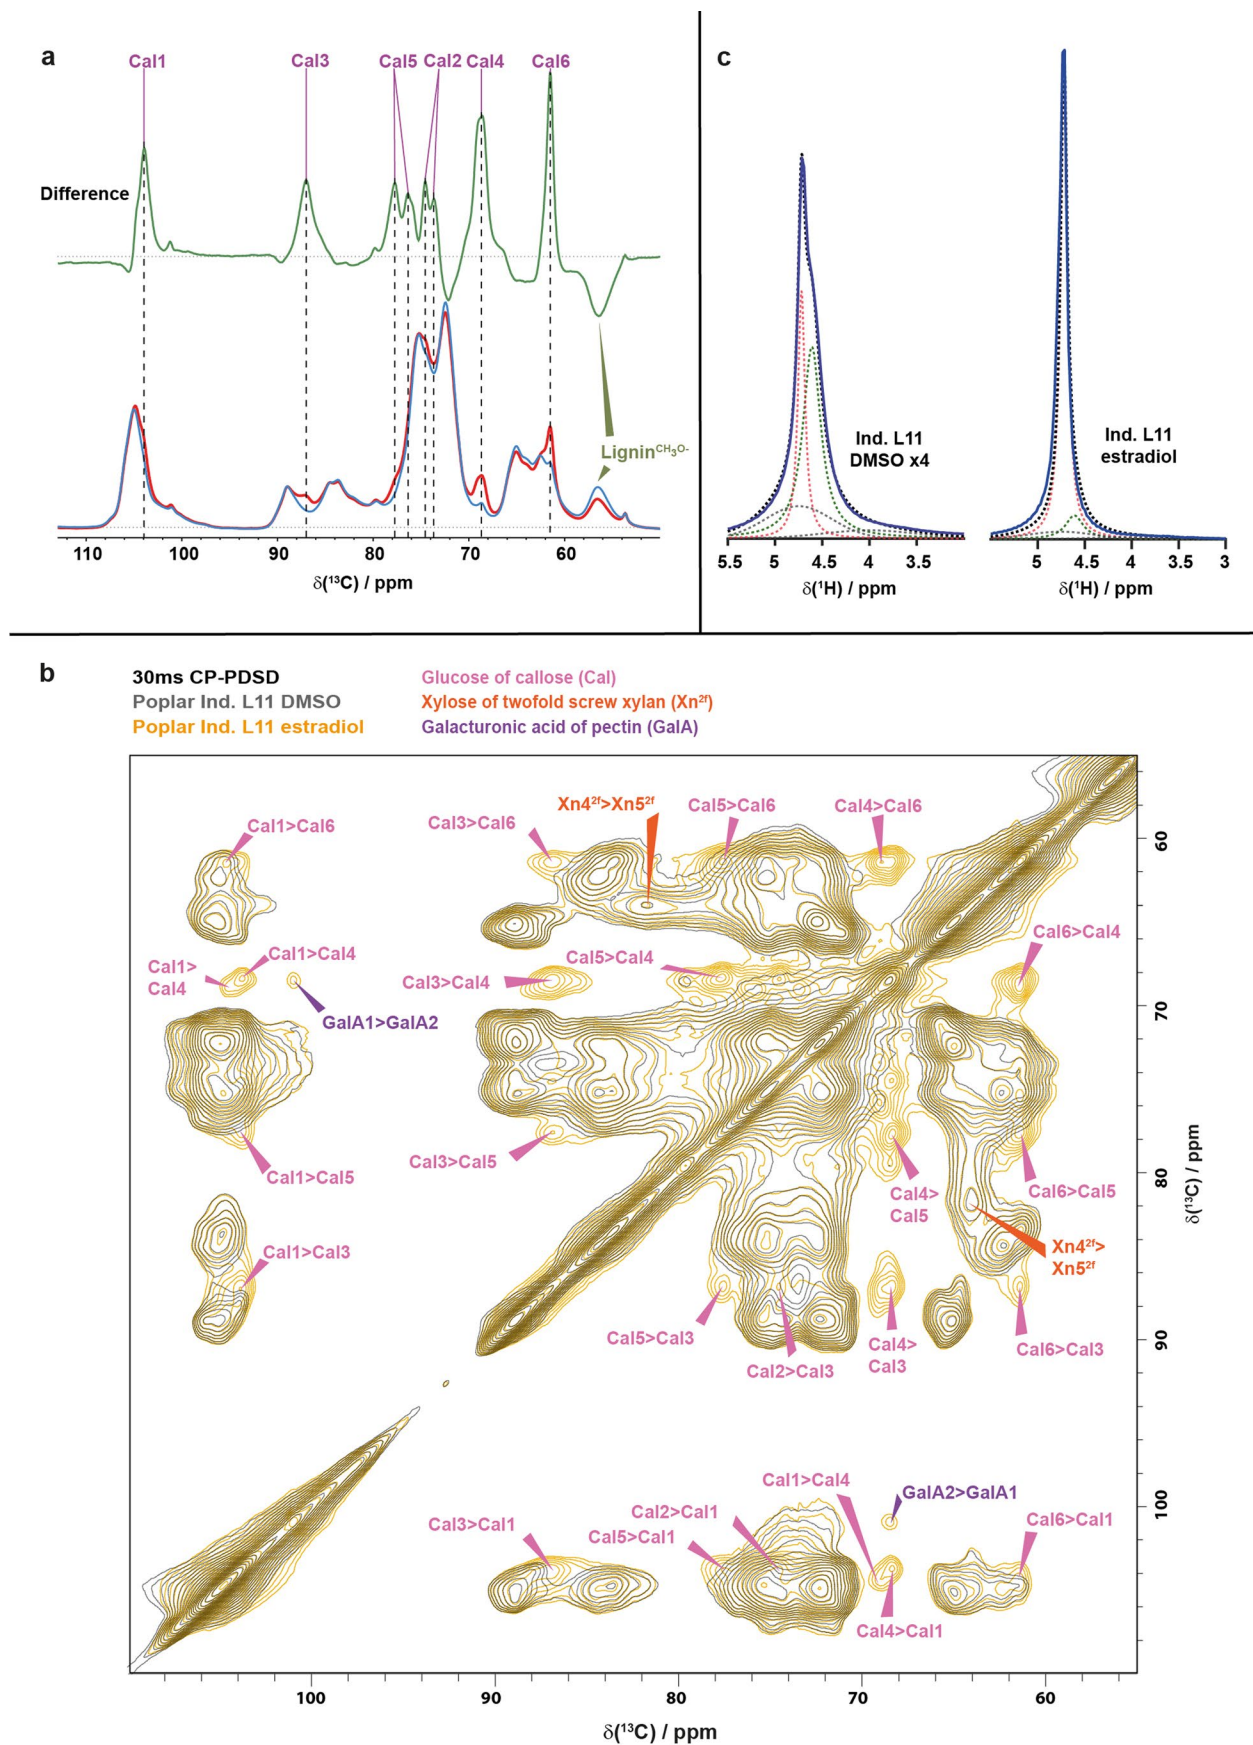 a
Cal1 Cal3 Cal5 Cal2 Cal4 Cal6
Difference
Lignin^CH₃O-
110 100 90 80 70 60
δ(¹³C) / ppm
c
Ind. L11
DMSO x4
Ind. L11
estradiol
5.5 5 4.5 4 3.5
5 4.5 4 3.5 3
δ(¹H) / ppm
δ(¹H) / ppm
b
30ms CP-PDSD
Poplar Ind. L11 DMSO
Poplar Ind. L11 estradiol
Glucose of callose (Cal)
Xylose of twofold screw xylan (Xn²ᶠ)
Galacturonic acid of pectin (GalA)
Xn4²ᶠ>Xn5²ᶠ
Cal5>Cal6
Cal4>Cal6
Cal1>Cal6
Cal3>Cal6
Cal6>Cal4
Cal1>Cal4
Cal5>Cal4
Cal1>
Cal4
Cal3>Cal4
GalA1>GalA2
Cal3>Cal5
Cal1>Cal5
Cal4>
Cal5
Cal6>Cal5
Cal1>Cal3
Xn4²ᶠ>
Xn5²ᶠ
Cal5>Cal3
Cal2>Cal3
Cal4>
Cal3
Cal6>Cal3
Cal1>Cal4
GalA2>GalA1
Cal2>Cal1
Cal3>Cal1
Cal5>Cal1
Cal6>Cal1
Cal4>Cal1
60
70
80
90
100
δ(¹³C) / ppm
100 90 80 70 60
δ(¹³C) / ppm